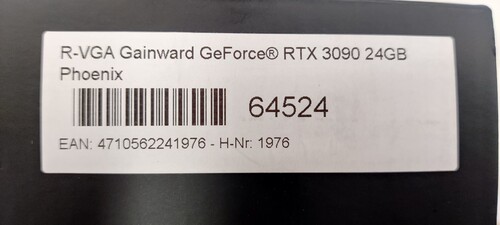 R-VGA Gainward GeForce® RTX 3090 24GB
Phoenix
64524
EAN: 4710562241976 - H-Nr: 1976